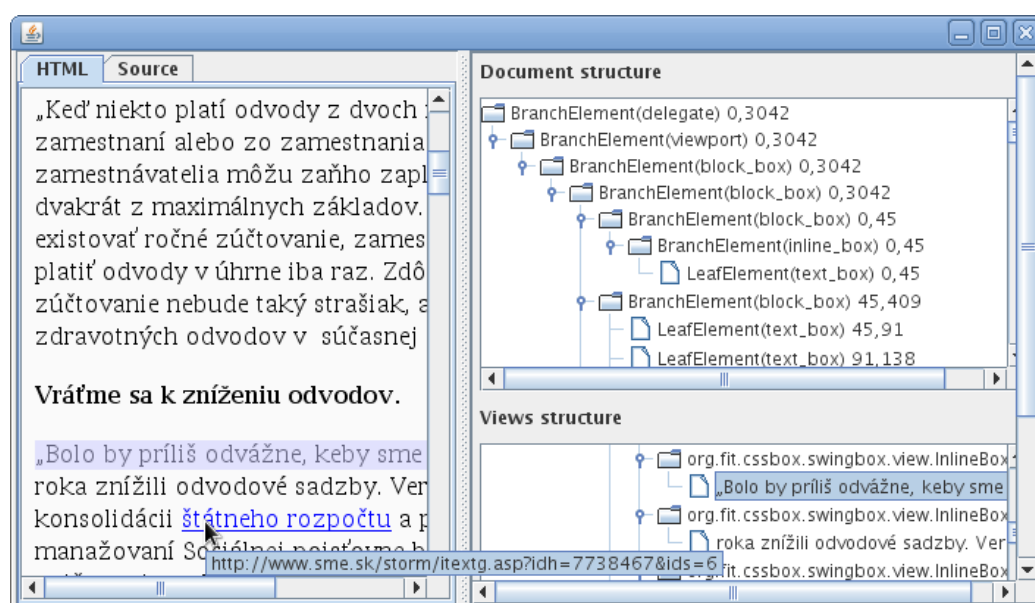 HTML
Source
„Keď niekto platí odvody z dvoch
zamestnaní alebo zo zamestnania
zamestnávatelia môžu zaňho zapl
dvakrát z maximálnych základov.
existovať ročné zúčtovanie, zames
platiť odvody v úhrne iba raz. Zdô
zúčtovanie nebude taký strašiak, a
zdravotných odvodov v súčasnej
Vráťme sa k zníženiu odvodov.
„Bolo by príliš odvážne, keby sme
roka znížili odvodové sadzby. Ver
konsolidácii štátneho rozpočtu a p
manažovaní Sociálnej poisťovne
http://www.sme.sk/storm/itextg.asp?idh=7738467&ids=6
Document structure
BranchElement(delegate) 0,3042
BranchElement(viewport) 0,3042
BranchElement(block_box) 0,3042
BranchElement(block_box) 0,3042
BranchElement(block_box) 0,45
BranchElement(inline_box) 0,45
LeafElement(text_box) 0,45
BranchElement(block_box) 45,409
LeafElement(text_box) 45,91
LeafElement(text_box) 91,138
Views structure
org.fit.cssbox.swingbox.view.InlineBox
„Bolo by príliš odvážne, keby sme
org.fit.cssbox.swingbox.view.InlineBox
roka znížili odvodové sadzby. Ver
org.fit.cssbox.swingbox.view.InlineBox